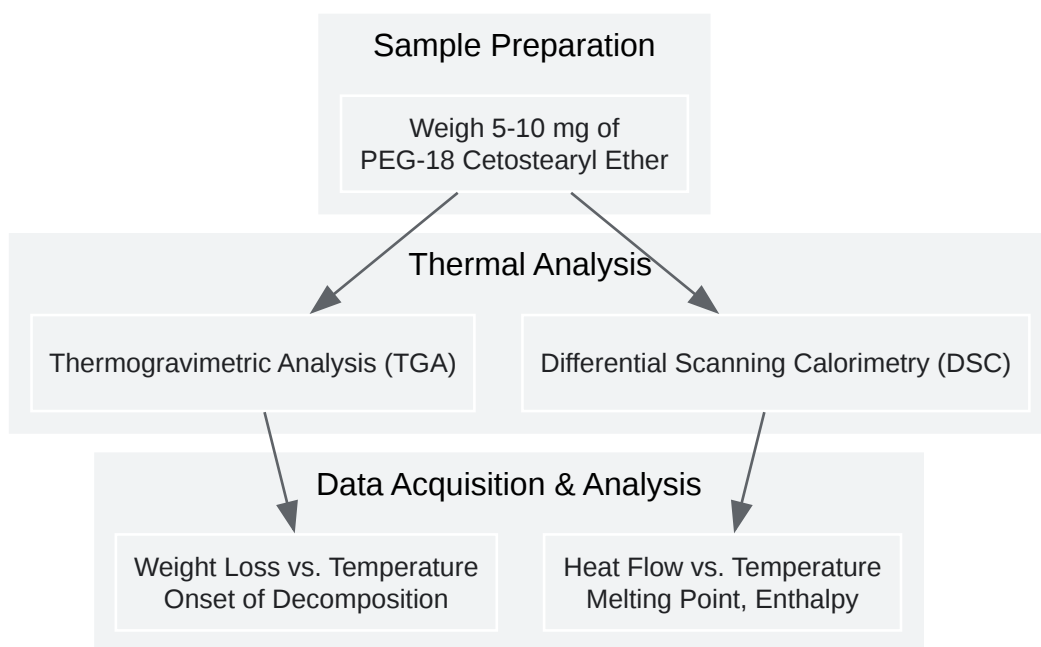 Sample Preparation
Weigh 5-10 mg of
PEG-18 Cetostearyl Ether
Thermal Analysis
Thermogravimetric Analysis (TGA)
Differential Scanning Calorimetry (DSC)
Data Acquisition & Analysis
Weight Loss vs. Temperature
Onset of Decomposition
Heat Flow vs. Temperature
Melting Point, Enthalpy